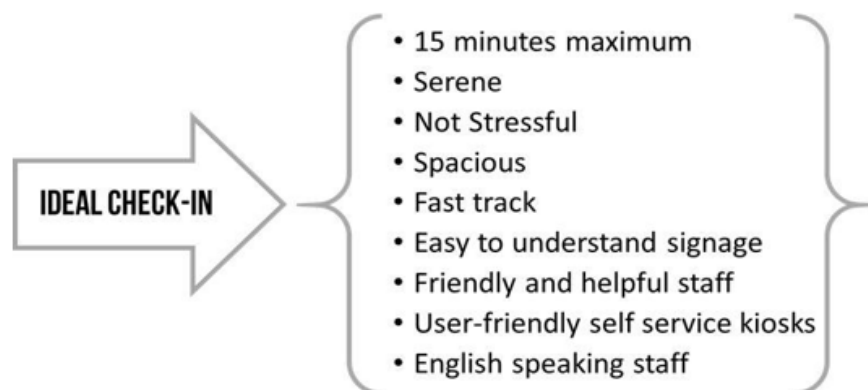 IDEAL CHECK-IN
• 15 minutes maximum
• Serene
• Not Stressful
• Spacious
• Fast track
• Easy to understand signage
• Friendly and helpful staff
• User-friendly self service kiosks
• English speaking staff